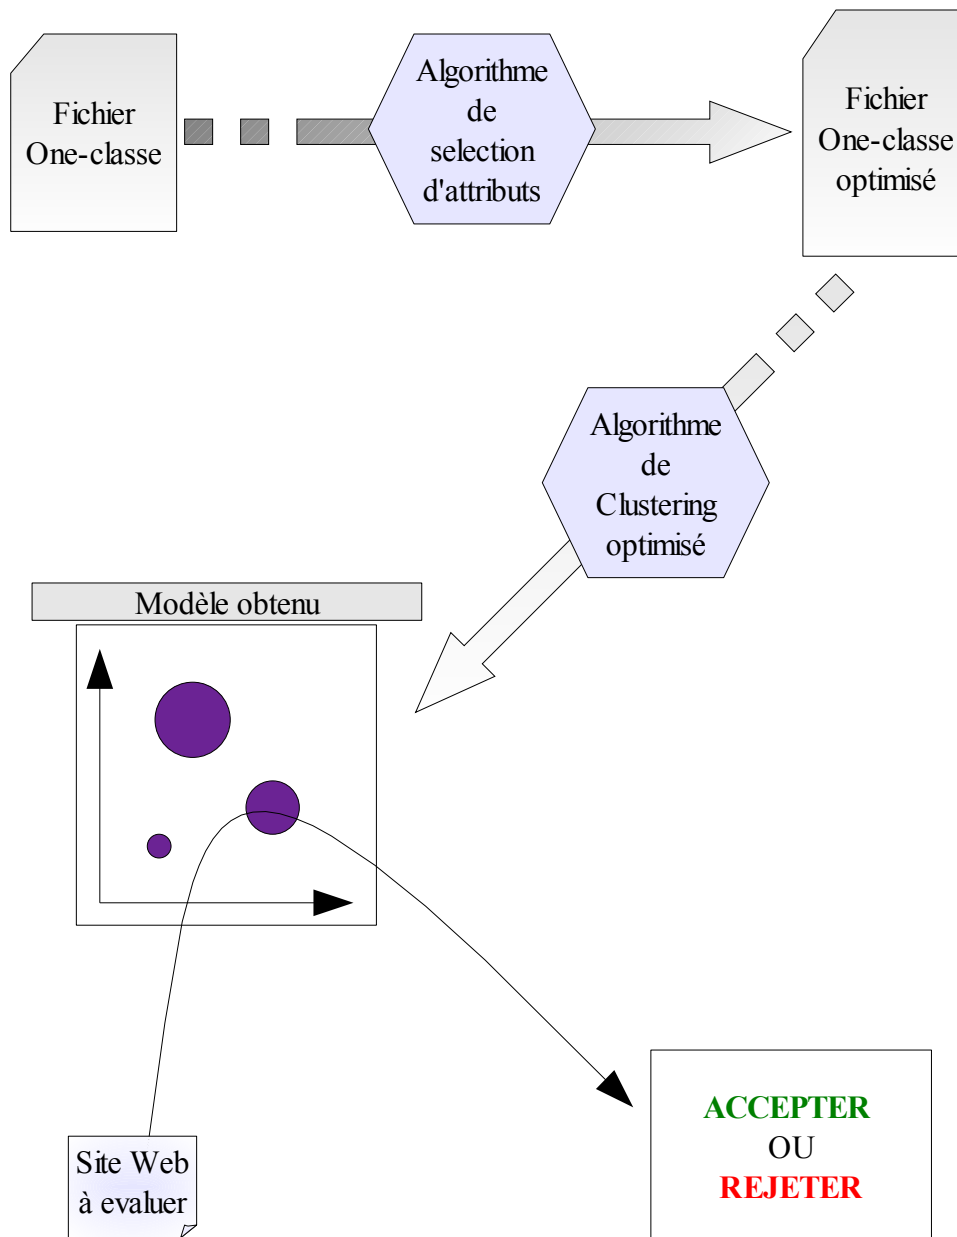 Fichier
One-classe
Algorithme
de
selection
d'attributs
Fichier
One-classe
optimisé
Algorithme
de
Clustering
optimisé
Modèle obtenu
Site Web
à evaluer
ACCEPTER
OU
REJETER